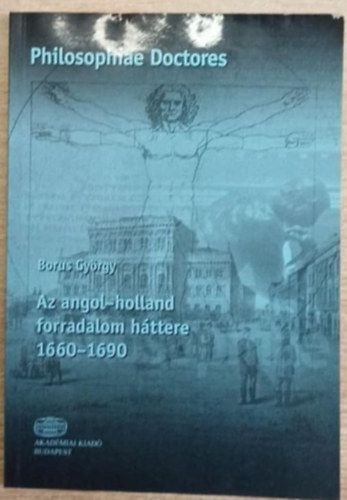 Philosophiae Doctores
Borus György
Az angol–holland
forradalom háttere
1660–1690
AKADÉMIAI KIADÓ
BUDAPEST